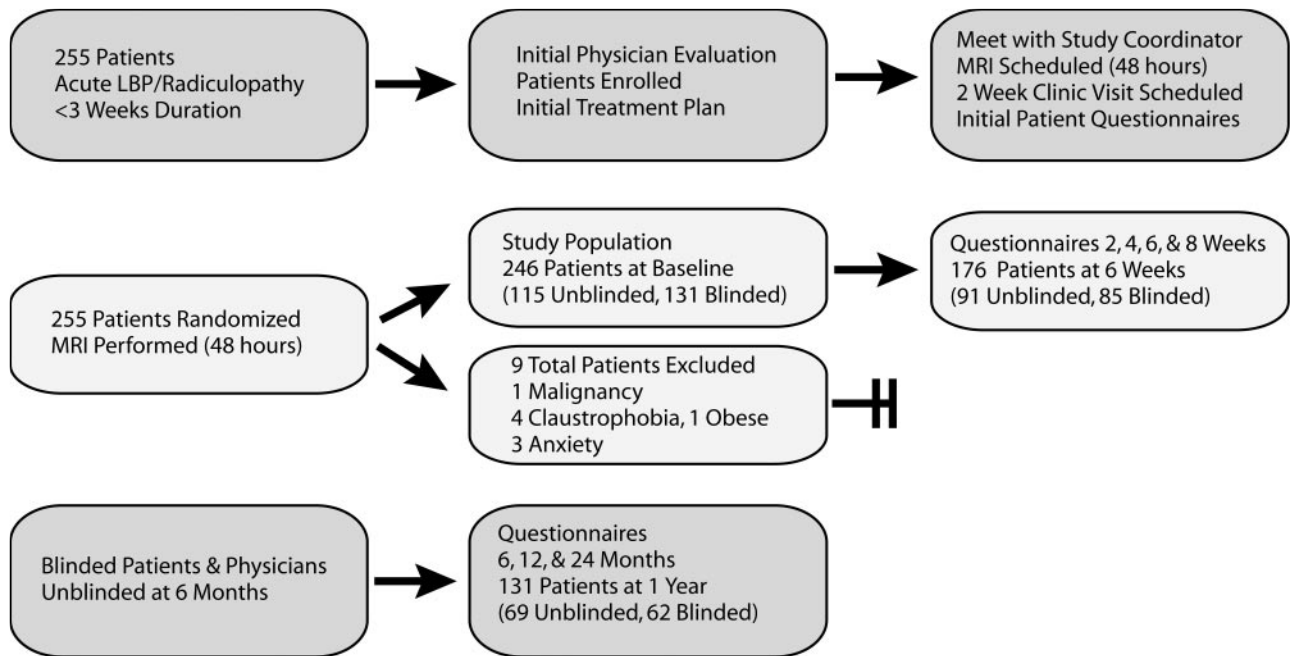 255 Patients
Acute LBP/Radiculopathy
<3 Weeks Duration
Initial Physician Evaluation
Patients Enrolled
Initial Treatment Plan
Meet with Study Coordinator
MRI Scheduled (48 hours)
2 Week Clinic Visit Scheduled
Initial Patient Questionnaires
255 Patients Randomized
MRI Performed (48 hours)
Study Population
246 Patients at Baseline
(115 Unblinded, 131 Blinded)
Questionnaires 2, 4, 6, & 8 Weeks
176 Patients at 6 Weeks
(91 Unblinded, 85 Blinded)
9 Total Patients Excluded
1 Malignancy
4 Claustrophobia, 1 Obese
3 Anxiety
Blinded Patients & Physicians
Unblinded at 6 Months
Questionnaires
6, 12, & 24 Months
131 Patients at 1 Year
(69 Unblinded, 62 Blinded)